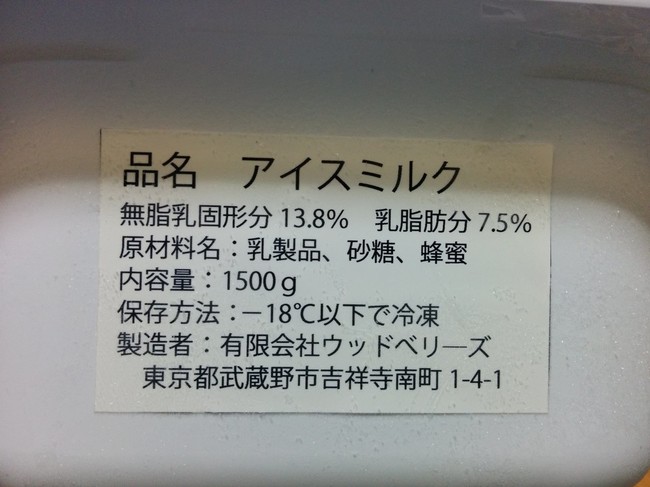 品名　アイスミルク
無脂乳固形分 13.8%　乳脂肪分 7.5%
原材料名：乳製品、砂糖、蜂蜜
内容量：1500ｇ
保存方法：−18℃以下で冷凍
製造者：有限会社ウッドベリーズ
東京都武蔵野市吉祥寺南町 1-4-1